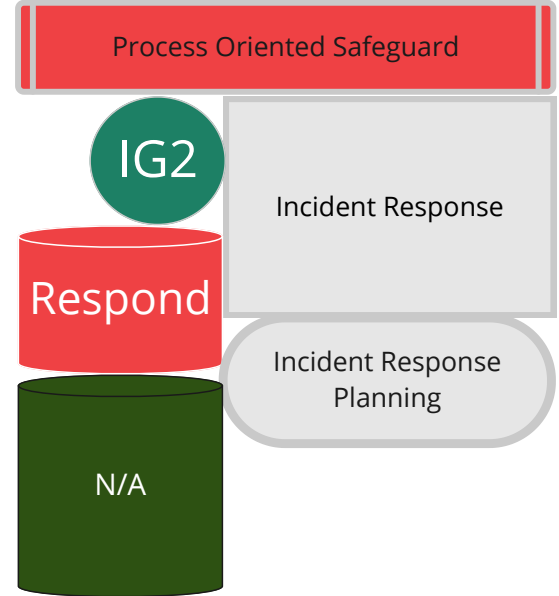 Process Oriented Safeguard
IG2
Incident Response
Respond
Incident Response
Planning
N/A